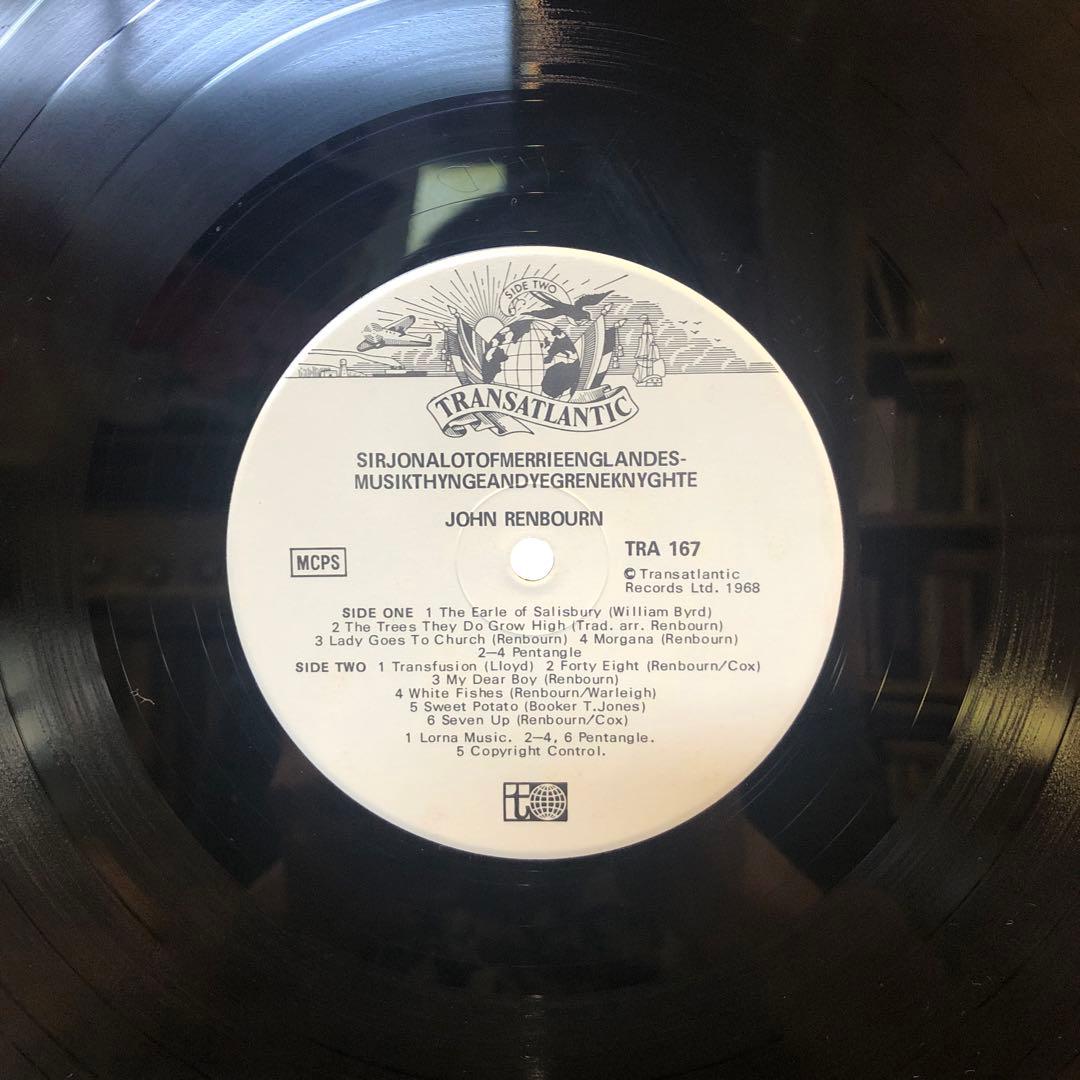 SIDE TWO
TRANSATLANTIC
SIRJONALOTOFMERRIEENGLANDES-
MUSIKTHYNGEANDYEGRENEKNYGHTE
JOHN RENBOURN
MCPS
TRA 167
© Transatlantic
Records Ltd. 1968
SIDE ONE 1 The Earle of Salisbury (William Byrd)
2 The Trees They Do Grow High (Trad. arr. Renbourn)
3 Lady Goes To Church (Renbourn) 4 Morgana (Renbourn)
2—4 Pentangle
SIDE TWO 1 Transfusion (Lloyd) 2 Forty Eight (Renbourn/Cox)
3 My Dear Boy (Renbourn)
4 White Fishes (Renbourn/Warleigh)
5 Sweet Potato (Booker T.Jones)
6 Seven Up (Renbourn/Cox)
1 Lorna Music. 2—4, 6 Pentangle.
5 Copyright Control.
it